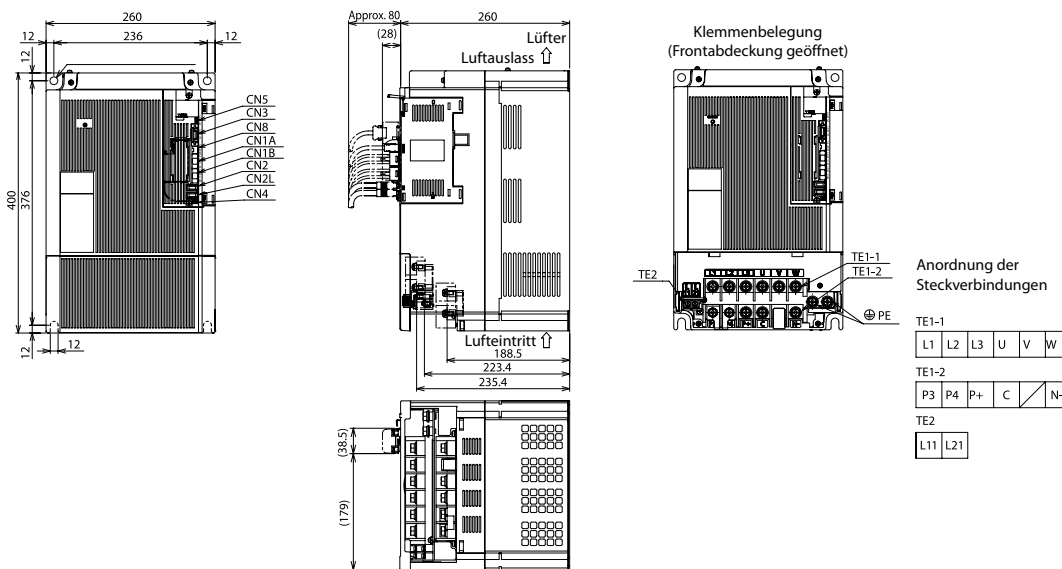 260
12
236
12
12
400
376
12
12
CN5
CN3
CN8
CN1A
CN1B
CN2
CN2L
CN4
Approx. 80
260
(28)
Lüfter
Luftauslass
Lufteintritt
188.5
223.4
235.4
(38.5)
(179)
Klemmenbelegung
(Frontabdeckung geöffnet)
TE2
TE1-1
TE1-2
PE
Anordnung der
Steckverbindungen
TE1-1
L1 L2 L3 U V W
TE1-2
P3 P4 P+ C N-
TE2
L11 L21